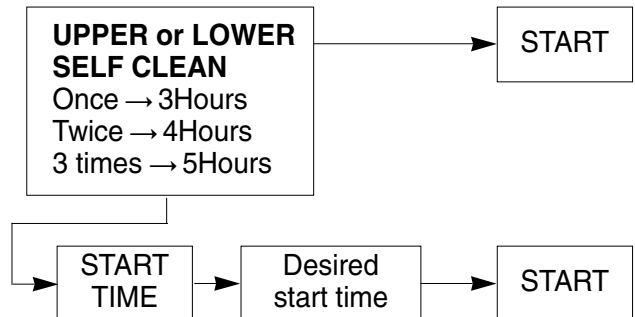 UPPER or LOWER
SELF CLEAN
Once → 3Hours
Twice → 4Hours
3 times → 5Hours
START
START
TIME
Desired
start time
START